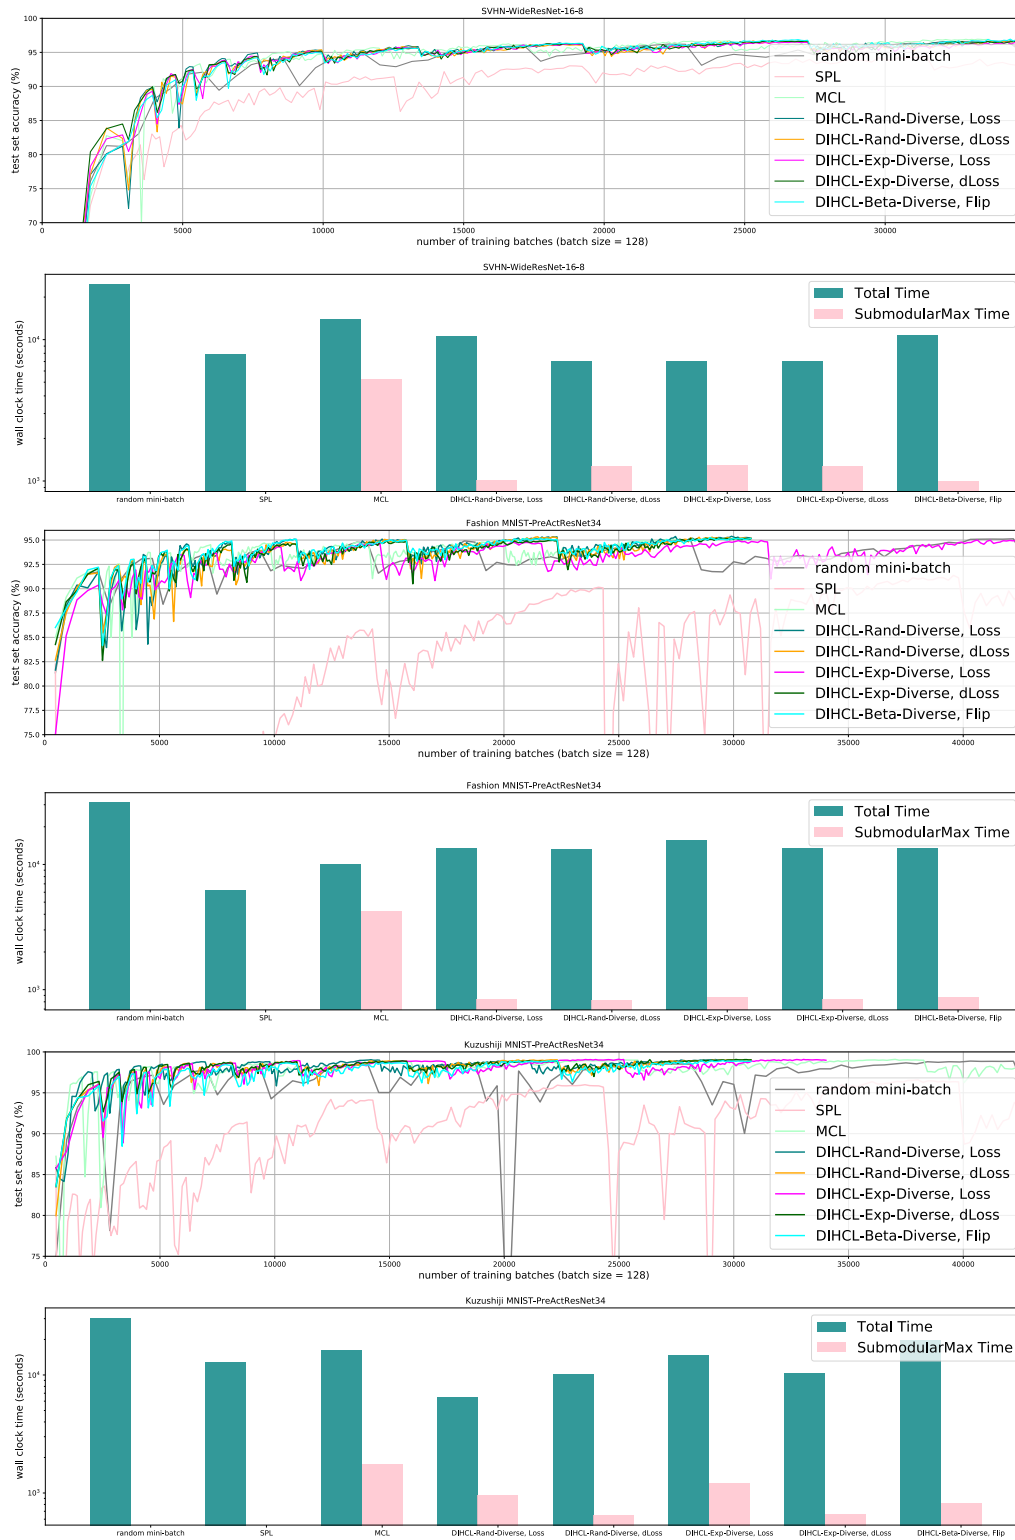 SVHN-WideResNet-16-8
100
95
90
85
80
75
70
test set accuracy (%)
random mini-batch
SPL
MCL
DIHCL-Rand-Diverse, Loss
DIHCL-Rand-Diverse, dLoss
DIHCL-Exp-Diverse, Loss
DIHCL-Exp-Diverse, dLoss
DIHCL-Beta-Diverse, Flip
0 5000 10000 15000 20000 25000 30000
number of training batches (batch size = 128)
SVHN-WideResNet-16-8
Total Time
SubmodularMax Time
10⁴
10³
wall clock time (seconds)
random mini-batch SPL MCL DIHCL-Rand-Diverse, Loss DIHCL-Rand-Diverse, dLoss DIHCL-Exp-Diverse, Loss DIHCL-Exp-Diverse, dLoss DIHCL-Beta-Diverse, Flip
Fashion MNIST-PreActResNet34
95.0
92.5
90.0
87.5
85.0
82.5
80.0
77.5
75.0
test set accuracy (%)
random mini-batch
SPL
MCL
DIHCL-Rand-Diverse, Loss
DIHCL-Rand-Diverse, dLoss
DIHCL-Exp-Diverse, Loss
DIHCL-Exp-Diverse, dLoss
DIHCL-Beta-Diverse, Flip
0 5000 10000 15000 20000 25000 30000 35000 40000
number of training batches (batch size = 128)
Fashion MNIST-PreActResNet34
Total Time
SubmodularMax Time
10⁴
10³
wall clock time (seconds)
random mini-batch SPL MCL DIHCL-Rand-Diverse, Loss DIHCL-Rand-Diverse, dLoss DIHCL-Exp-Diverse, Loss DIHCL-Exp-Diverse, dLoss DIHCL-Beta-Diverse, Flip
Kuzushiji MNIST-PreActResNet34
100
95
90
85
80
75
test set accuracy (%)
random mini-batch
SPL
MCL
DIHCL-Rand-Diverse, Loss
DIHCL-Rand-Diverse, dLoss
DIHCL-Exp-Diverse, Loss
DIHCL-Exp-Diverse, dLoss
DIHCL-Beta-Diverse, Flip
0 5000 10000 15000 20000 25000 30000 35000 40000
number of training batches (batch size = 128)
Kuzushiji MNIST-PreActResNet34
Total Time
SubmodularMax Time
10⁴
10³
wall clock time (seconds)
random mini-batch SPL MCL DIHCL-Rand-Diverse, Loss DIHCL-Rand-Diverse, dLoss DIHCL-Exp-Diverse, Loss DIHCL-Exp-Diverse, dLoss DIHCL-Beta-Diverse, Flip